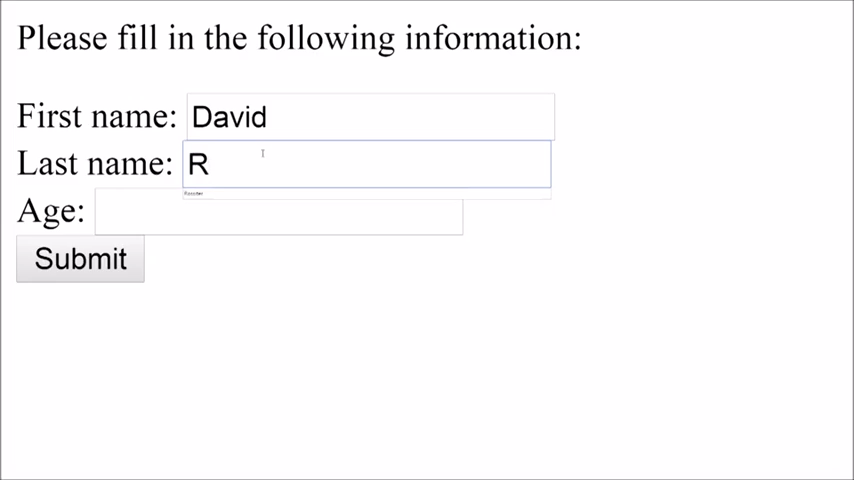 Please fill in the following information:
First name: David
Last name: R
Age:
Submit